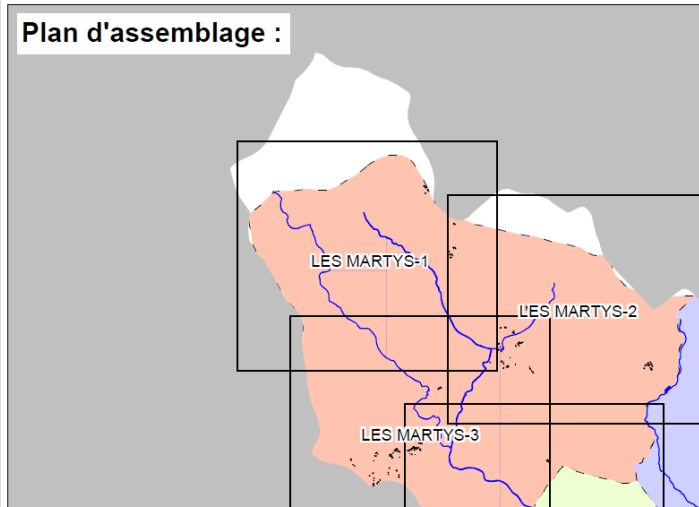 Plan d'assemblage :
LES MARTYS-1
LES MARTYS-2
LES MARTYS-3